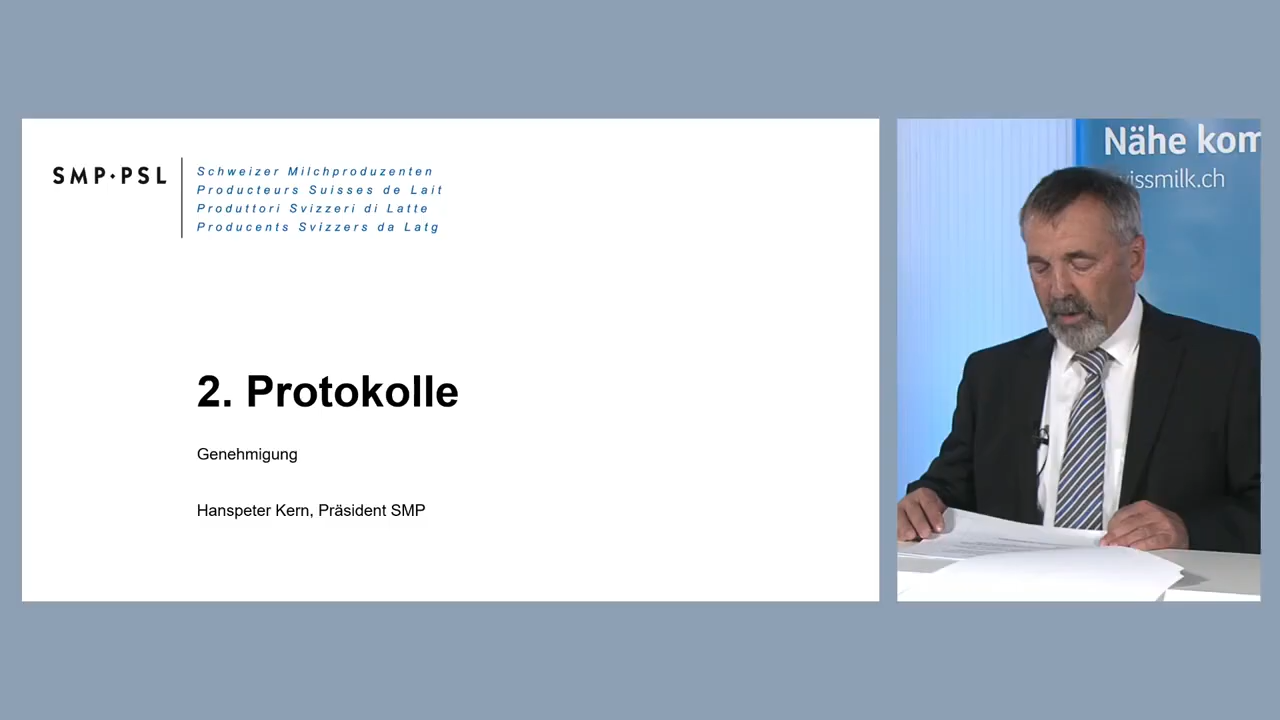 SMP·PSL
Schweizer Milchproduzenten
Producteurs Suisses de Lait
Produttori Svizzeri di Latte
Producents Svizzers da Latg
2. Protokolle
Genehmigung
Hanspeter Kern, Präsident SMP
Nähe kom
vissmilk.ch